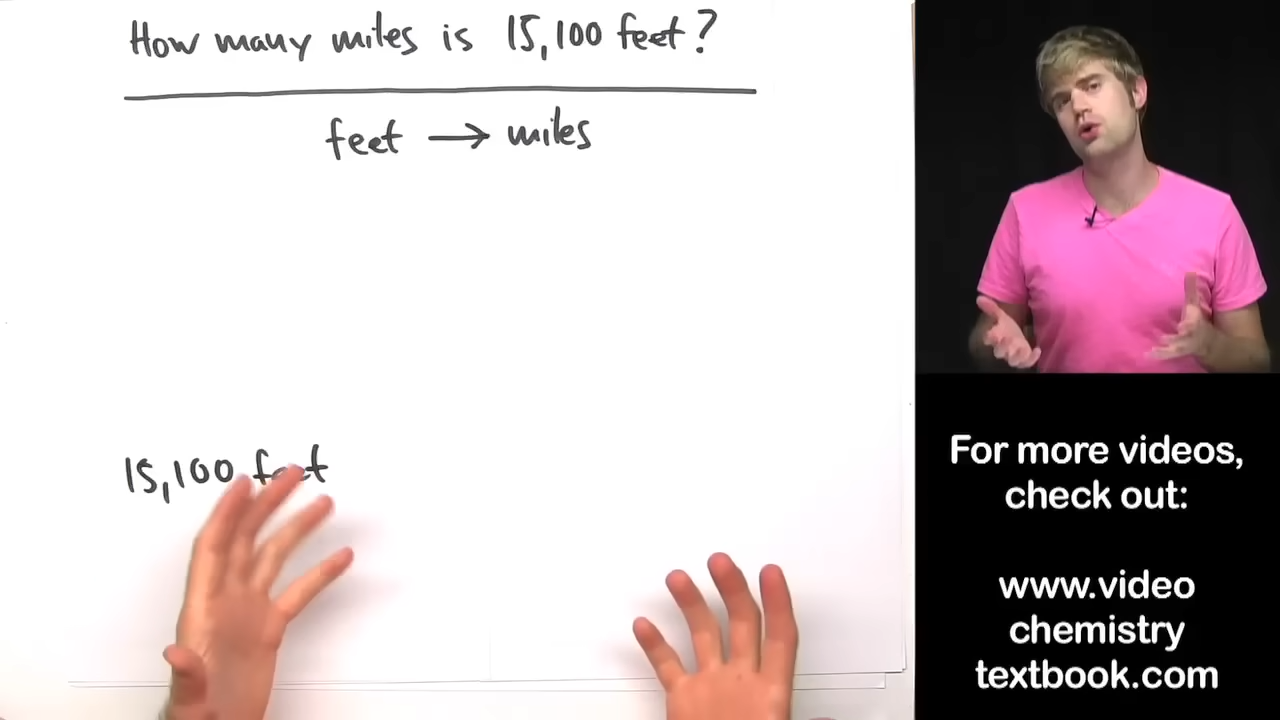 How many miles is 15,100 feet?
feet → miles
15,100 feet
For more videos,
check out:
www.video
chemistry
textbook.com